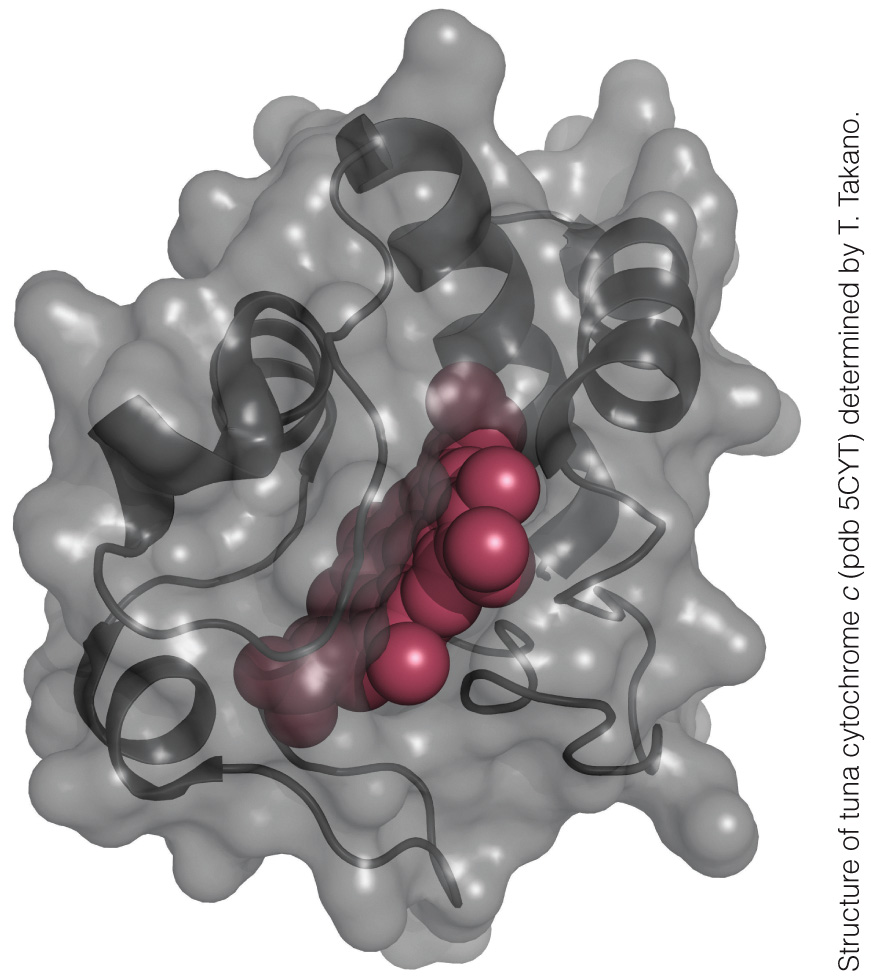 Structure of tuna cytochrome c (pdb 5CYT) determined by T. Takano.